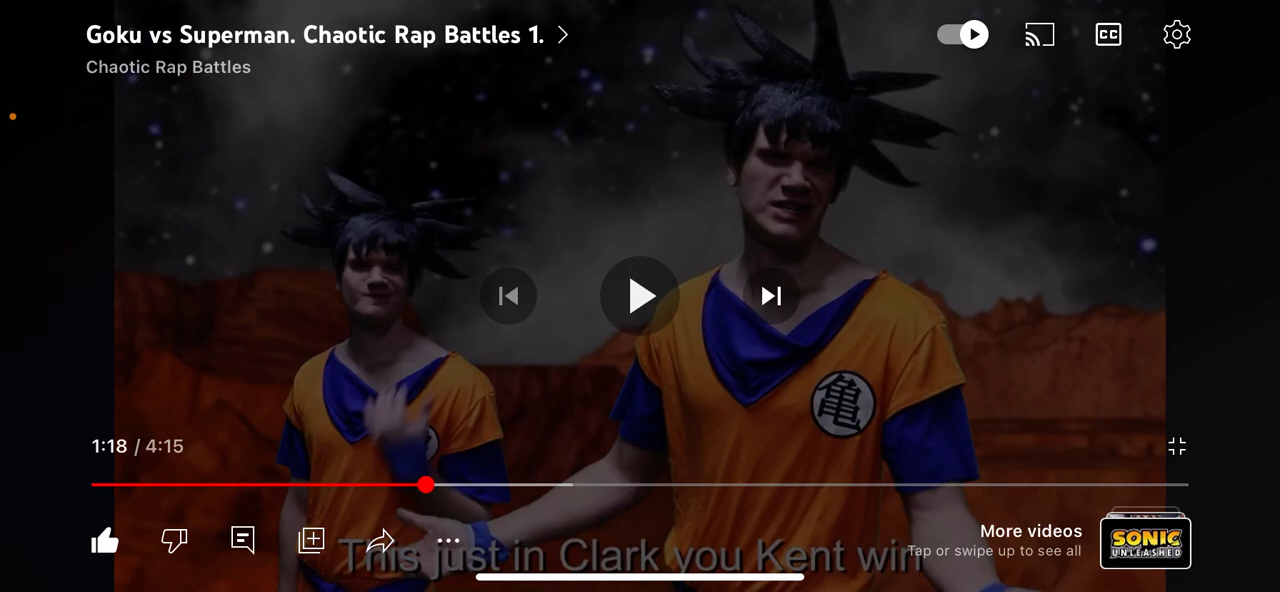 Goku vs Superman. Chaotic Rap Battles 1.
Chaotic Rap Battles
CC
亀
1:18 / 4:15
This just in Clark you Kent win
More videos
Tap or swipe up to see all
SONIC
UNLEASHED